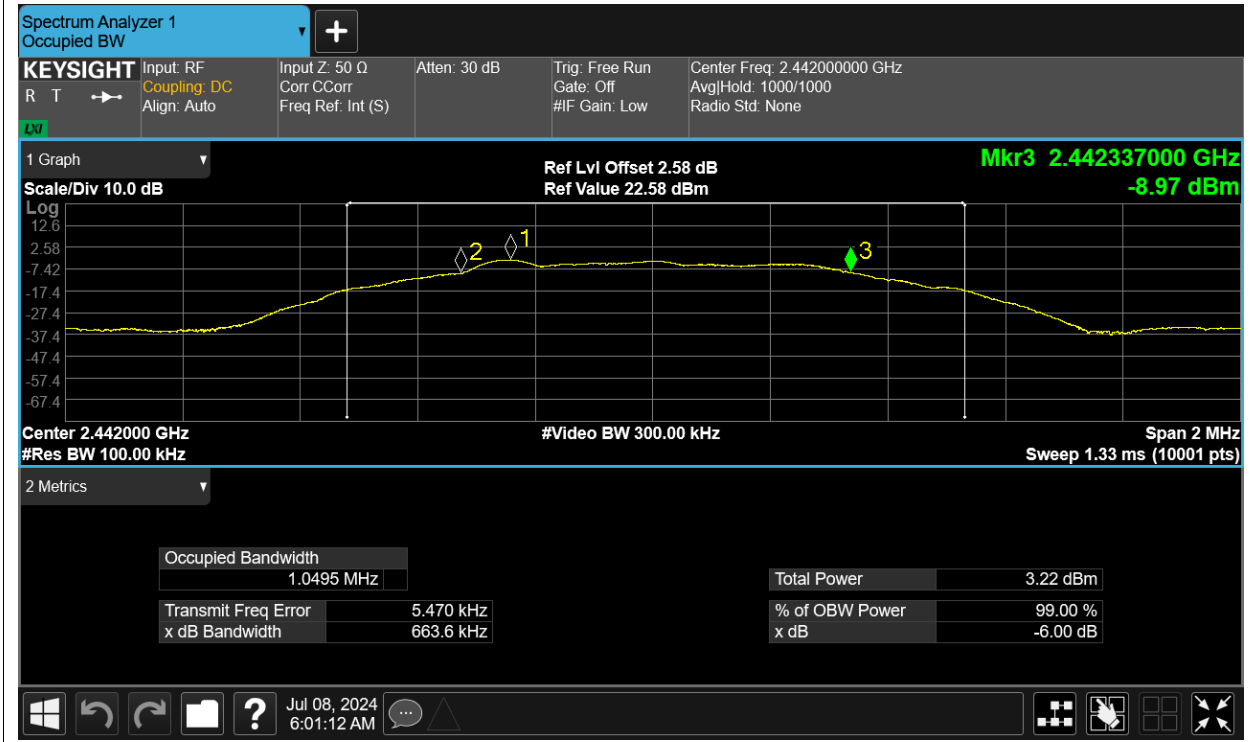 Spectrum Analyzer 1
Occupied BW
KEYSIGHT Input: RF Input Z: 50 Ω Atten: 30 dB Trig: Free Run Center Freq: 2.442000000 GHz
R T Coupling: DC Corr CCorr Gate: Off Avg|Hold: 1000/1000
Align: Auto Freq Ref: Int (S) #IF Gain: Low Radio Std: None
LXI
1 Graph Ref Lvl Offset 2.58 dB Mkr3 2.442337000 GHz
Scale/Div 10.0 dB Ref Value 22.58 dBm -8.97 dBm
Log
12.6
2.58
-7.42
-17.4
-27.4
-37.4
-47.4
-57.4
-67.4
2 1 3
Center 2.442000 GHz #Video BW 300.00 kHz Span 2 MHz
#Res BW 100.00 kHz Sweep 1.33 ms (10001 pts)
2 Metrics
Occupied Bandwidth
1.0495 MHz Total Power 3.22 dBm
Transmit Freq Error 5.470 kHz % of OBW Power 99.00 %
x dB Bandwidth 663.6 kHz x dB -6.00 dB
? Jul 08, 2024
6:01:12 AM